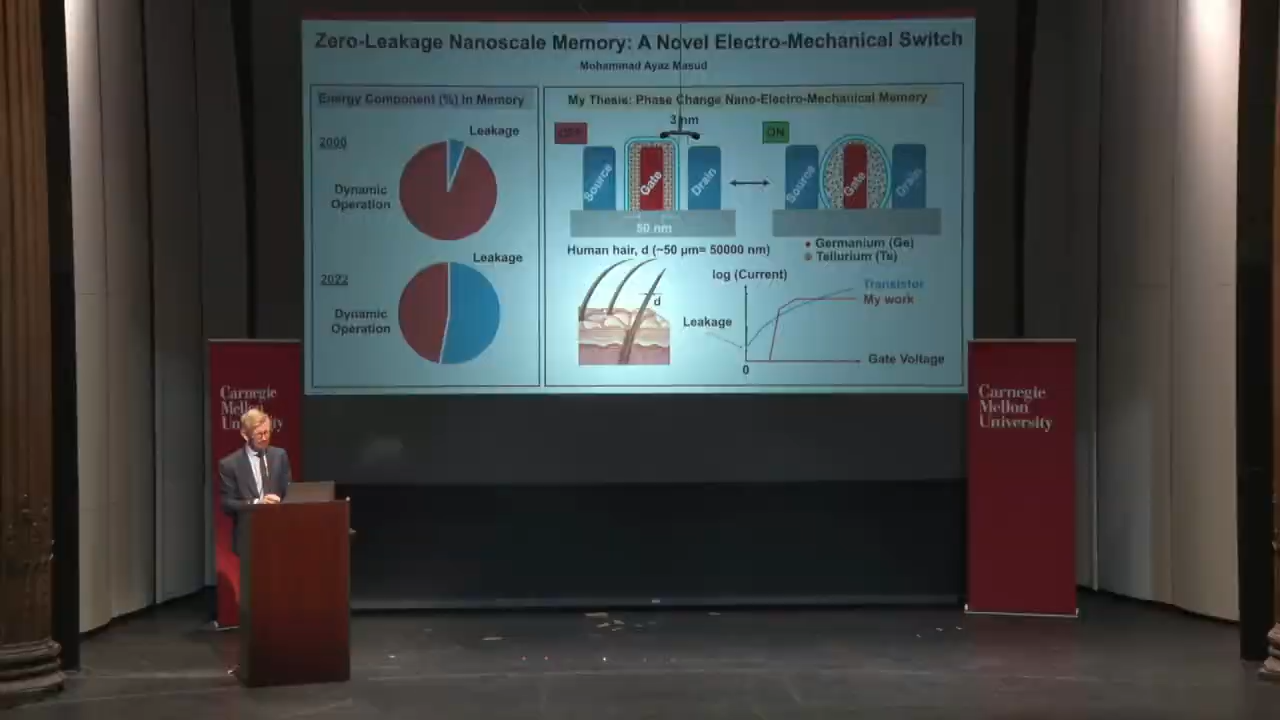 Zero-Leakage Nanoscale Memory: A Novel Electro-Mechanical Switch
Mohammad Ayaz Masud
Energy Component (%) In Memory
2000
Leakage
Dynamic
Operation
2022
Leakage
Dynamic
Operation
My Thesis: Phase Change Nano-Electro-Mechanical Memory
3 nm
OFF
Source
Gate
Drain
50 nm
ON
Source
Gate
Drain
Human hair, d (~50 µm= 50000 nm)
d
Germanium (Ge)
Tellurium (Te)
log (Current)
Transistor
My work
Leakage
Gate Voltage
0
Carnegie
Mellon
University
Carnegie
Mellon
University